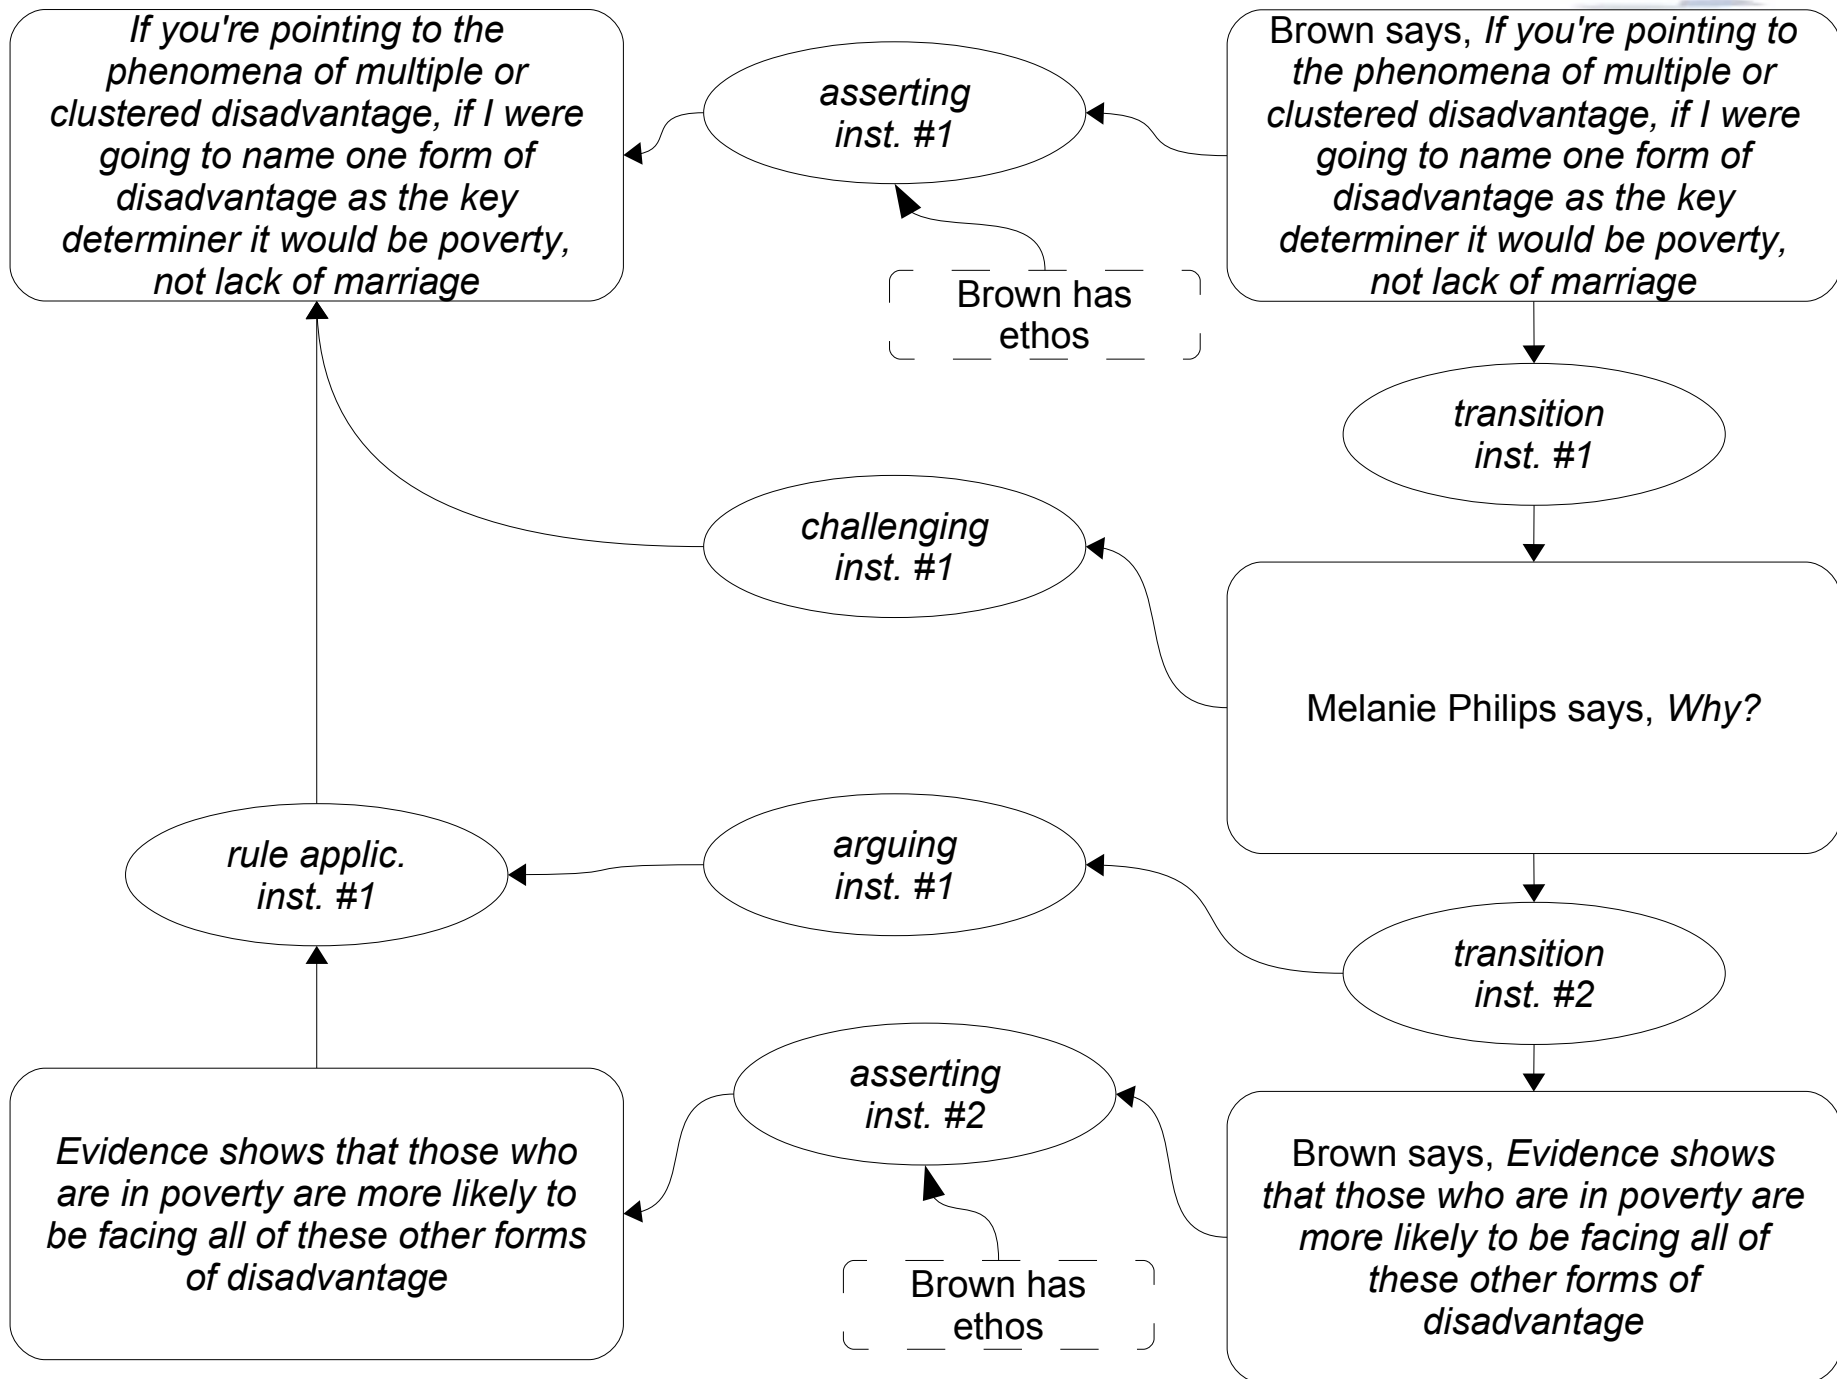 If you're pointing to the
phenomena of multiple or
clustered disadvantage, if I were
going to name one form of
disadvantage as the key
determiner it would be poverty,
not lack of marriage
asserting
inst. #1
Brown says, If you're pointing to
the phenomena of multiple or
clustered disadvantage, if I were
going to name one form of
disadvantage as the key
determiner it would be poverty,
not lack of marriage
Brown has
ethos
transition
inst. #1
challenging
inst. #1
Melanie Philips says, Why?
rule applic.
inst. #1
arguing
inst. #1
transition
inst. #2
asserting
inst. #2
Evidence shows that those who
are in poverty are more likely to
be facing all of these other forms
of disadvantage
Brown says, Evidence shows
that those who are in poverty are
more likely to be facing all of
these other forms of
disadvantage
Brown has
ethos